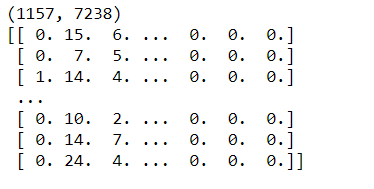 (1157, 7238)
[[ 0. 15.  6. ...  0.  0.  0.]
 [ 0.  7.  5. ...  0.  0.  0.]
 [ 1. 14.  4. ...  0.  0.  0.]
 ...
 [ 0. 10.  2. ...  0.  0.  0.]
 [ 0. 14.  7. ...  0.  0.  0.]
 [ 0. 24.  4. ...  0.  0.  0.]]